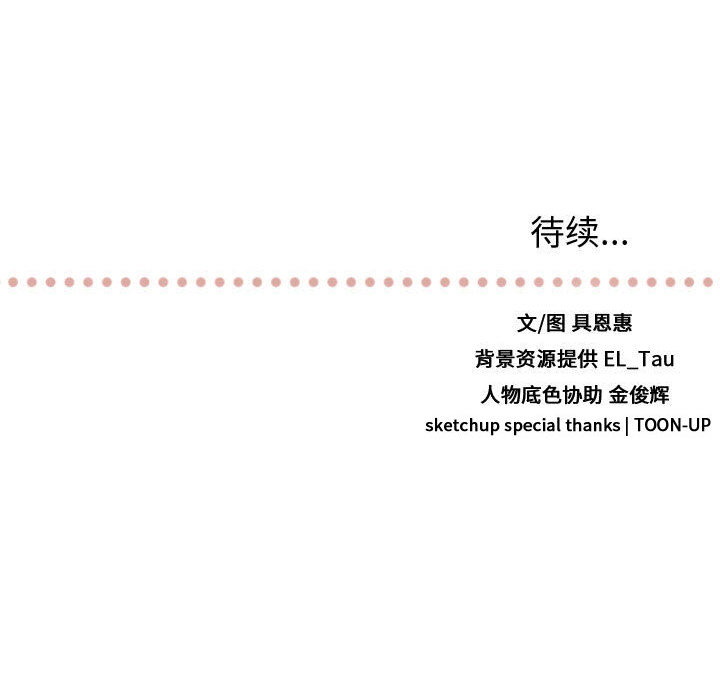 待续...
文/图 具恩惠
背景资源提供 EL_Tau
人物底色协助 金俊辉
sketchup special thanks | TOON-UP